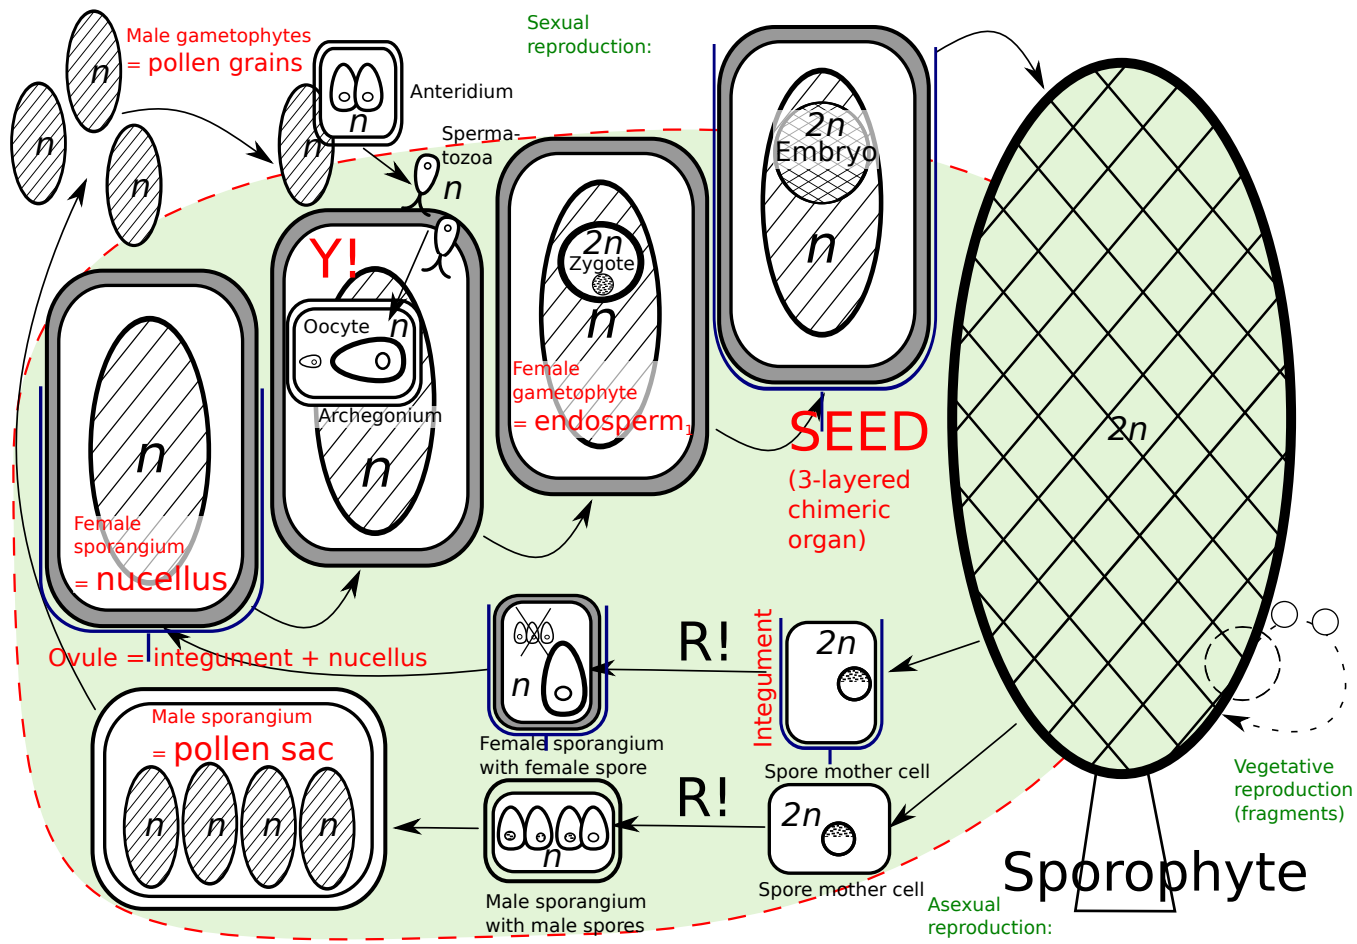 Male gametophytes
= pollen grains
n
n
n
n
Anteridium
n
Sperma-
tozoa
n
Sexual
reproduction:
2n
Embryo
n
Y!
Oocyte
n
Archegonium
n
2n
Zygote
n
Female
gametophyte
= endosperm1
n
Female
sporangium
= nucellus
SEED
(3-layered
chimeric
organ)
2n
Ovule = integument + nucellus
n
Female sporangium
with female spore
R!
Integument
2n
Spore mother cell
Male sporangium
= pollen sac
n
n
n
n
n
Male sporangium
with male spores
R!
2n
Spore mother cell
Vegetative
reproduction
(fragments)
Sporophyte
Asexual
reproduction: